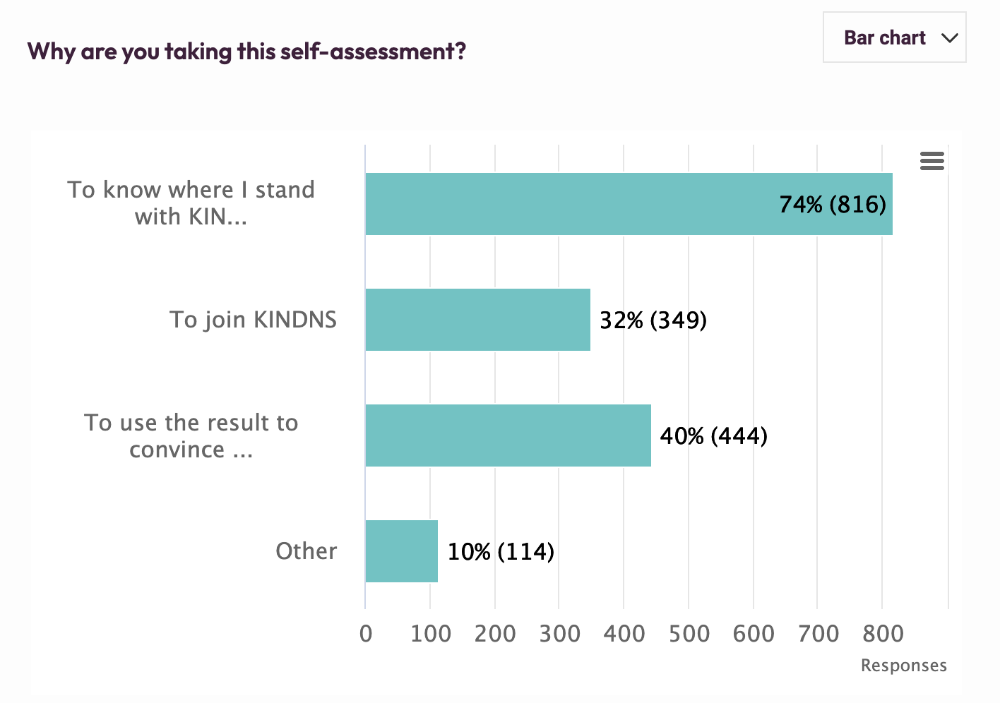 Why are you taking this self-assessment?
Bar chart
To know where I stand
with KIN...
74% (816)
To join KINDNS
32% (349)
To use the result to
convince ...
40% (444)
Other
10% (114)
0 100 200 300 400 500 600 700 800
Responses